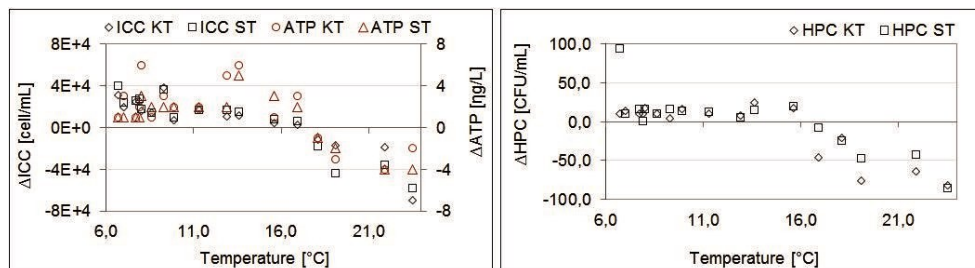 ICC KT ICC ST ATP KT ATP ST
8E+4
4E+4
0E+0
-4E+4
-8E+4
ΔICC [cell/mL]
8
4
0
-4
-8
ΔATP [ng/L]
6,0 11,0 16,0 21,0
Temperature [°C]
HPC KT HPC ST
100,0
50,0
0,0
-50,0
-100,0
ΔHPC [CFU/mL]
6,0 11,0 16,0 21,0
Temperature [°C]